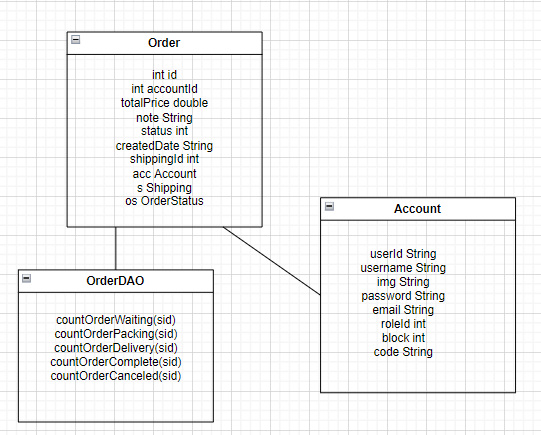 Order
int id
int accountId
totalPrice double
note String
status int
createdDate String
shippingId int
acc Account
s Shipping
os OrderStatus
Account
userId String
username String
img String
password String
email String
roleId int
block int
code String
OrderDAO
countOrderWaiting(sid)
countOrderPacking(sid)
countOrderDelivery(sid)
countOrderComplete(sid)
countOrderCanceled(sid)